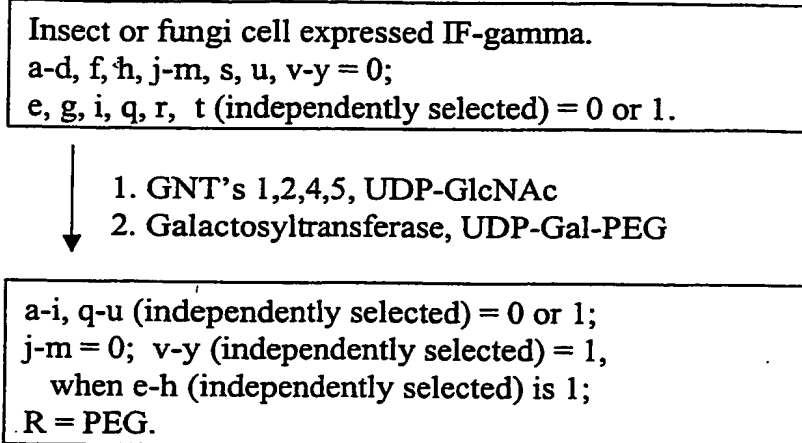 Insect or fungi cell expressed IF-gamma.
a-d, f, h, j-m, s, u, v-y = 0;
e, g, i, q, r, t (independently selected) = 0 or 1.
1. GNT's 1,2,4,5, UDP-GlcNAc
2. Galactosyltransferase, UDP-Gal-PEG
a-i, q-u (independently selected) = 0 or 1;
j-m = 0; v-y (independently selected) = 1,
when e-h (independently selected) is 1;
R = PEG.